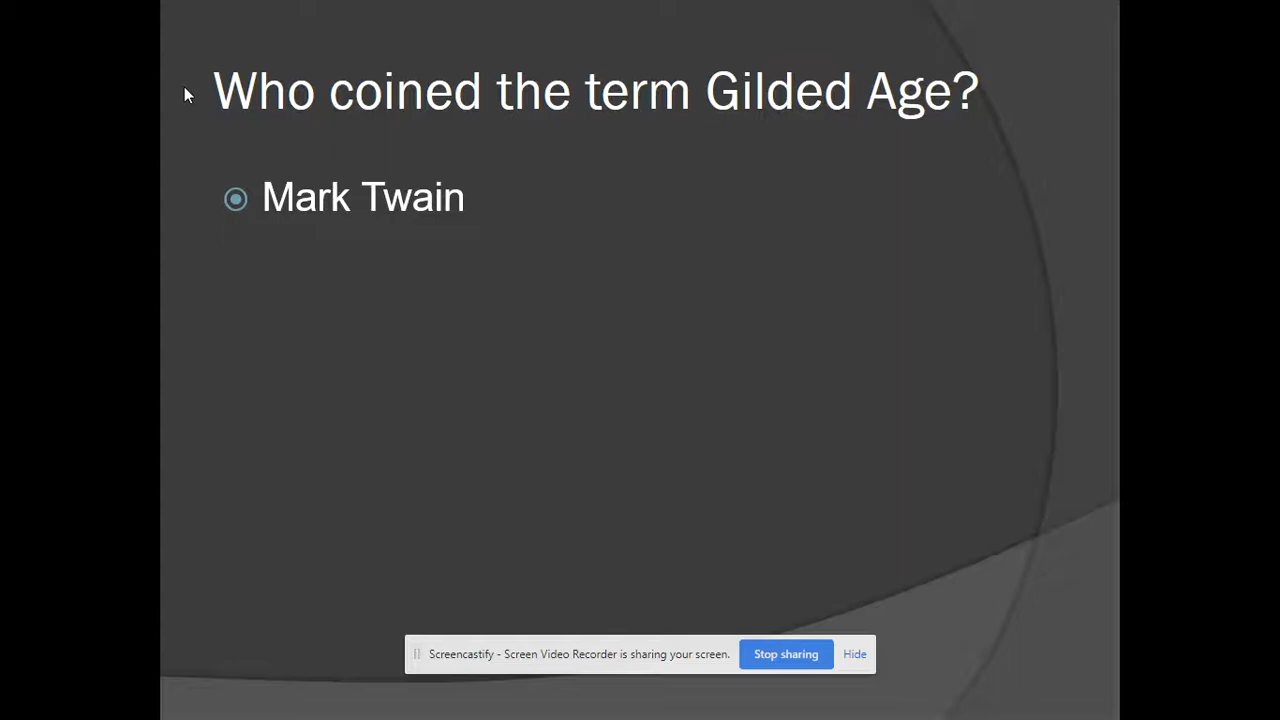 Who coined the term Gilded Age?
Mark Twain
Screencastify - Screen Video Recorder is sharing your screen. Stop sharing Hide